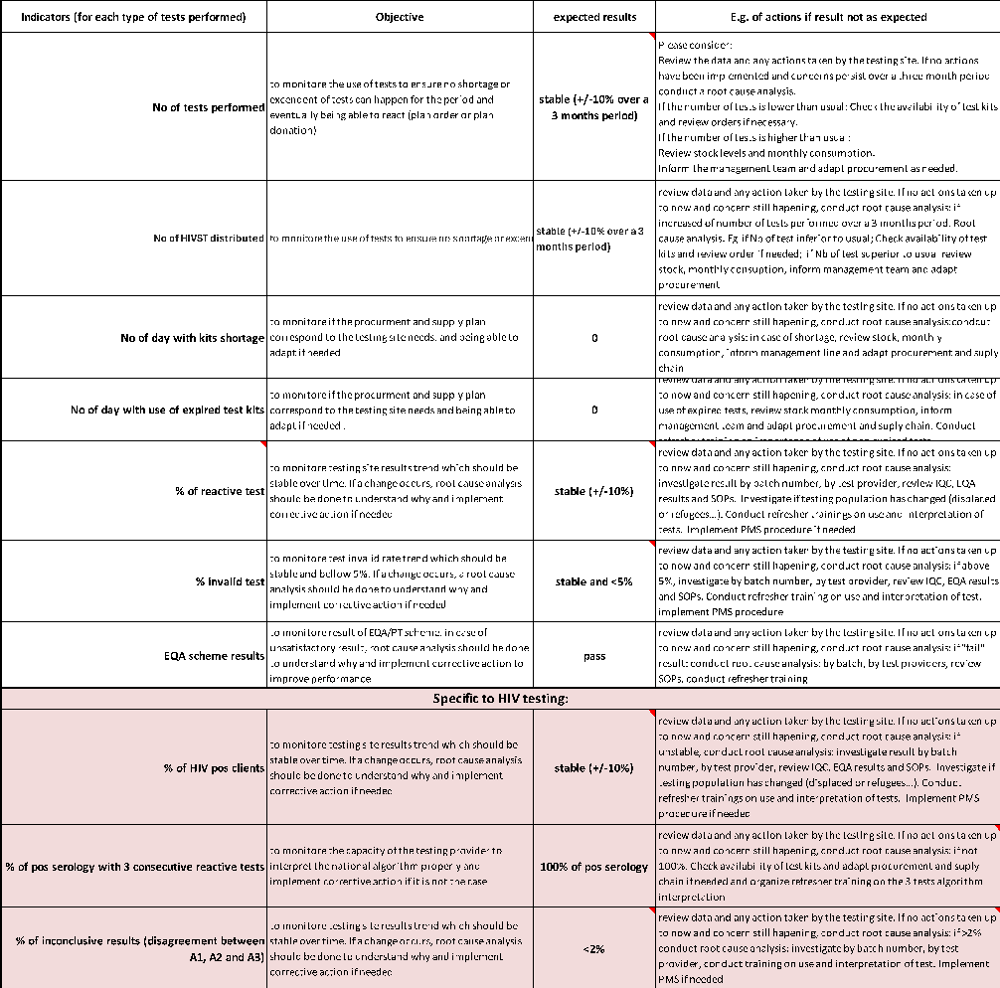 Indicators (for each type of tests performed)
Objective
expected results
E.g. of actions if result not as expected
No of tests performed
to monitore the use of tests to ensure no shortage or
excendent of tests can happen for the period and
eventually being able to react (plan order or plan
donation)
stable (+/-10% over a
3 months period)
Please consider:
Review the data and any actions taken by the testing site. If no actions
have been implemented and concerns persist over a three-month period
conduct a root cause analysis.
If the number of tests is lower than usual: Check the availability of test kits
and review orders if necessary.
If the number of tests is higher than usual:
Review stock levels and monthly consumption.
Inform the management team and adapt procurement as needed.
No of HIVST distributed
to monitore the use of tests to ensure no shortage or excen
stable (+/-10% over a 3
months period)
review data and any action taken by the testing site. If no actions taken up
to now and concern still hapening, conduct root cause analysis: if
increased of number of tests performed over a 3 months period. Root
cause analysis. Eg if Nb of test inferior to usual; Check availability of test
kits and review order if needed; if Nb of test superior to usual review
stock, monthly consuption, inform management team and adapt
procurement
No of day with kits shortage
to monitore if the procurment and supply plan
correspond to the testing site needs, and being able to
adapt if needed
0
review data and any action taken by the testing site. If no actions taken up
to now and concern still hapening, conduct root cause analysis:condcut
root cause analysis: in case of shortage, review stock, monthly
consumption, inform management line and adapt procurement and suply
chain
No of day with use of expired test kits
to monitore if the procurment and supply plan
correspond to the testing site needs and being able to
adapt if needed .
0
review data and any action taken by the testing site. If no actions taken up
to now and concern still hapening, conduct root cause analysis: in case of
use of expired tests, review stock monthly consumption, inform
management team and adapt procurement and suply chain. Conduct
% of reactive test
to monitore testing site results trend which should be
stable over time. If a change occurs, root cause analysis
should be done to understand why and implement
corrective action if needed
stable (+/-10%)
review data and any action taken by the testing site. If no actions taken up
to now and concern still hapening, conduct root cause analysis:
investigate result by batch number, by test provider, review IQC, EQA
results and SOPs. Investigate if testing population has changed (displaced
or refugees...). Conduct refresher trainings on use and interpretation of
tests. Implement PMS procedure if needed
% invalid test
to monitore test invalid rate trend which should be
stable and bellow 5%. If a change occurs, a root cause
analysis should be done to understand why and
implement corrective action if needed
stable and <5%
review data and any action taken by the testing site. If no actions taken up
to now and concern still hapening, conduct root cause analysis: if above
5%, investigate by batch number, by test provider, review IQC, EQA results
and SOPs. Conduct refresher training on use and interpretation of test.
implement PMS procedure
EQA scheme results
to monitore result of EQA/PT scheme. in case of
unsatisfactory result, root cause analysis should be done
to understand why and implement corrective action to
improve performance
pass
review data and any action taken by the testing site. If no actions taken up
to now and concern still hapening, conduct root cause analysis: if "fail"
result: conduct root cause analysis: by batch, by test providers, review
SOPs, conduct refresher training
Specific to HIV testing:
% of HIV pos clients
to monitore testing site results trend which should be
stable over time. If a change occurs, root cause analysis
should be done to understand why and implement
corrective action if needed
stable (+/-10%)
review data and any action taken by the testing site. If no actions taken up
to now and concern still hapening, conduct root cause analysis: if
unstable, conduct root cause analysis: investigate result by batch
number, by test provider, review IQC, EQA results and SOPs. Investigate if
testing population has changed (displaced or refugees...). Conduct
refresher trainings on use and interpretation of tests. Implement PMS
procedure if needed
% of pos serology with 3 consecutive reactive tests
to monitore the capacity of the testing provider to
interpret the national algorithm properly and
implement corrective action if it is not the case
100% of pos serology
review data and any action taken by the testing site. If no actions taken up
to now and concern still hapening, conduct root cause analysis: if not
100%. Check availability of test kits and adapt procurement and suply
chain if needed and organize refresher training on the 3 tests algorithm
interpretation
% of inconclusive results (disagreement between
A1, A2 and A3)
to monitore testing site results trend which should be
stable over time. If a change occurs, root cause analysis
should be done to understand why and implement
corrective action if needed
<2%
review data and any action taken by the testing site. If no actions taken up
to now and concern still hapening, conduct root cause analysis: if >2%
conduct root cause analysis: investigate by batch number, by test
provider, conduct training on use and interpretation of test. Implement
PMS if needed